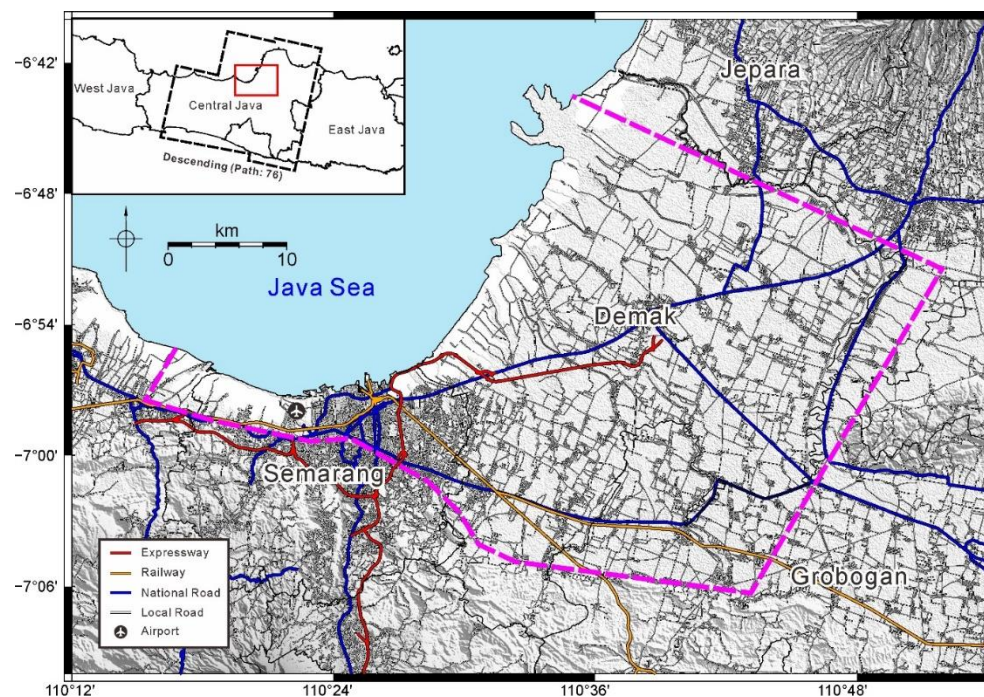 West Java
Central Java
East Java
Descending (Path: 76)
−6°42'
−6°48'
−6°54'
−7°00'
−7°06'
km
0
10
Java Sea
Jepara
Demak
Semarang
Grobogan
Expressway
Railway
National Road
Local Road
Airport
110°12'
110°24'
110°36'
110°48'